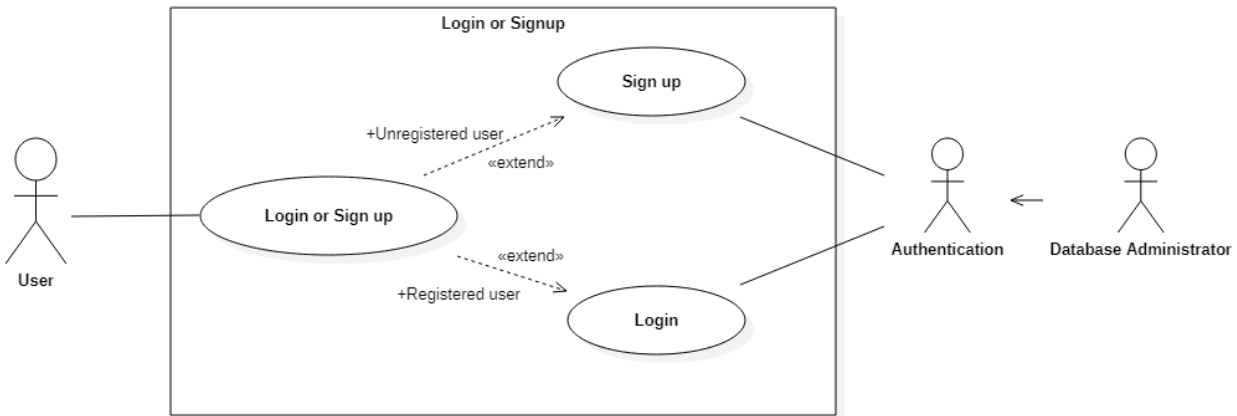 Login or Signup
Sign up
+Unregistered user
«extend»
Login or Sign up
«extend»
+Registered user
Login
User
Authentication
Database Administrator